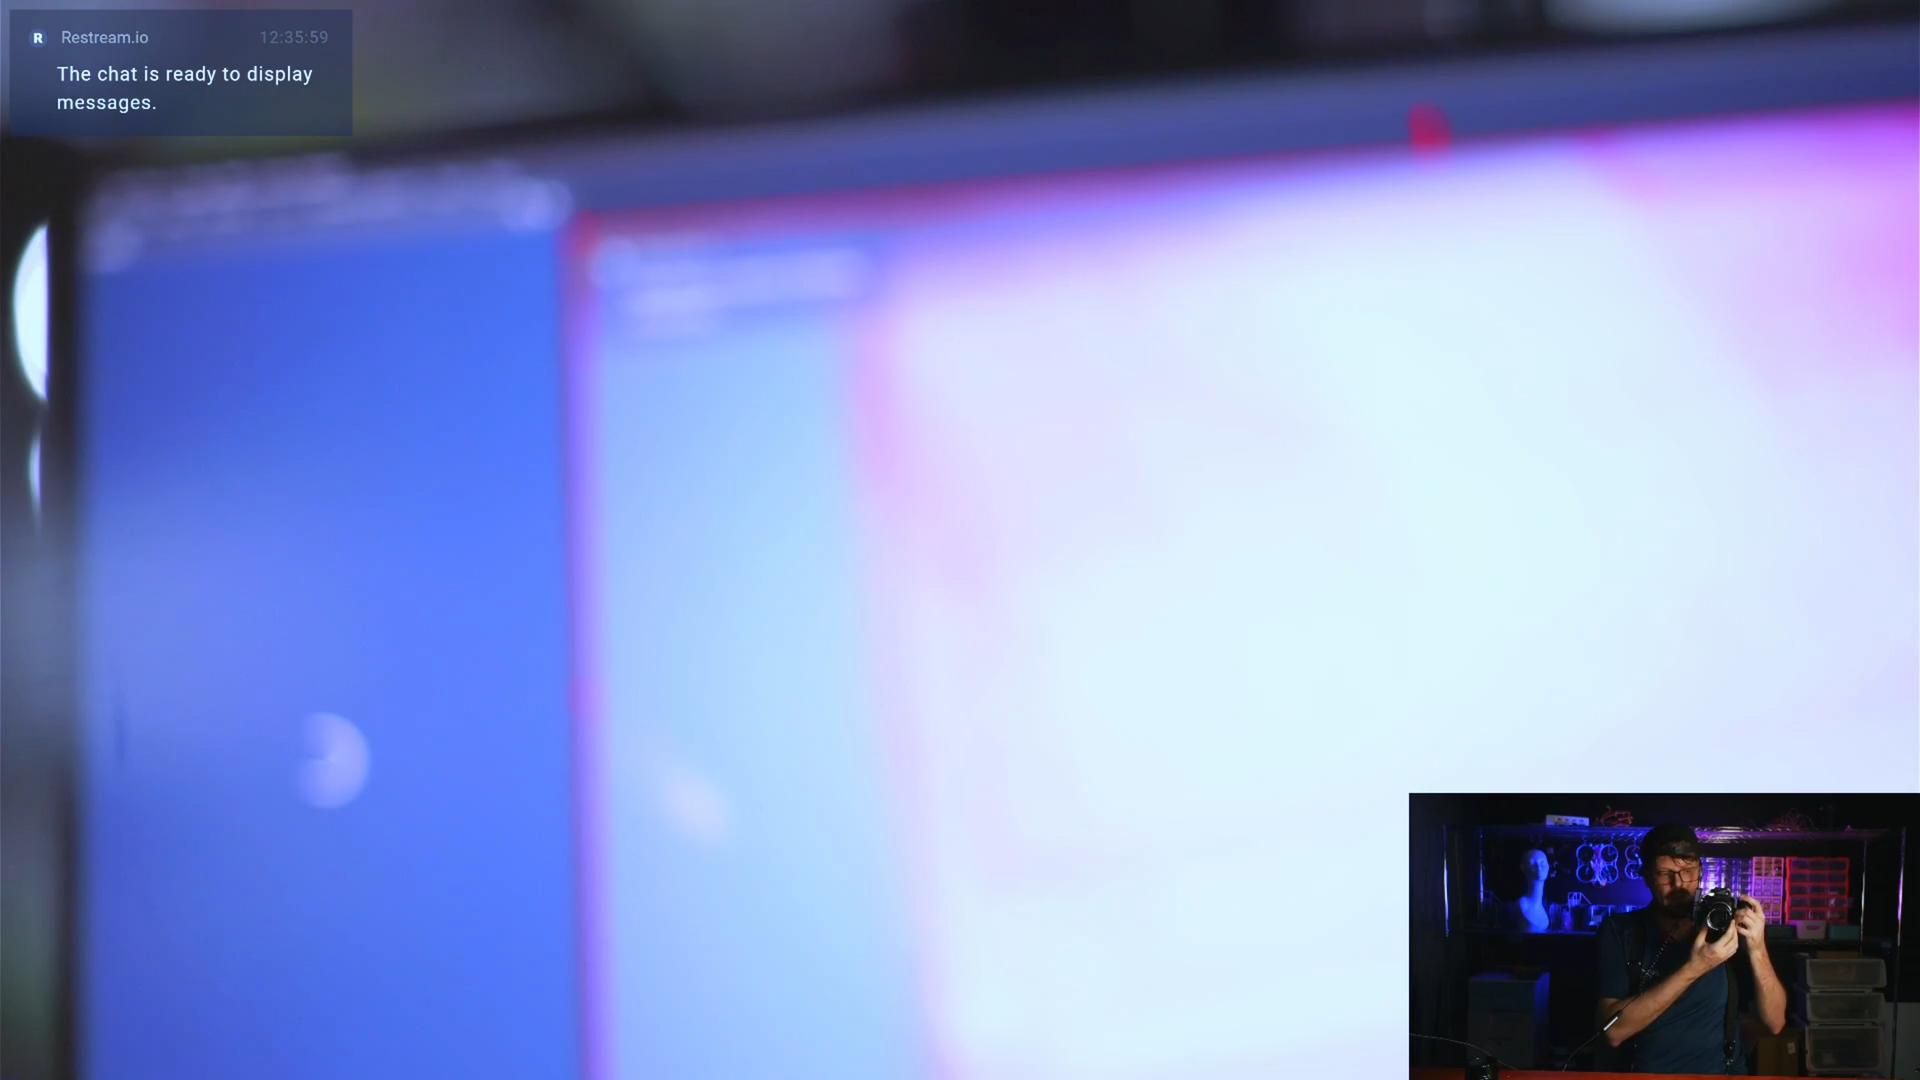 R Restream.io 12:35:59
The chat is ready to display
messages.